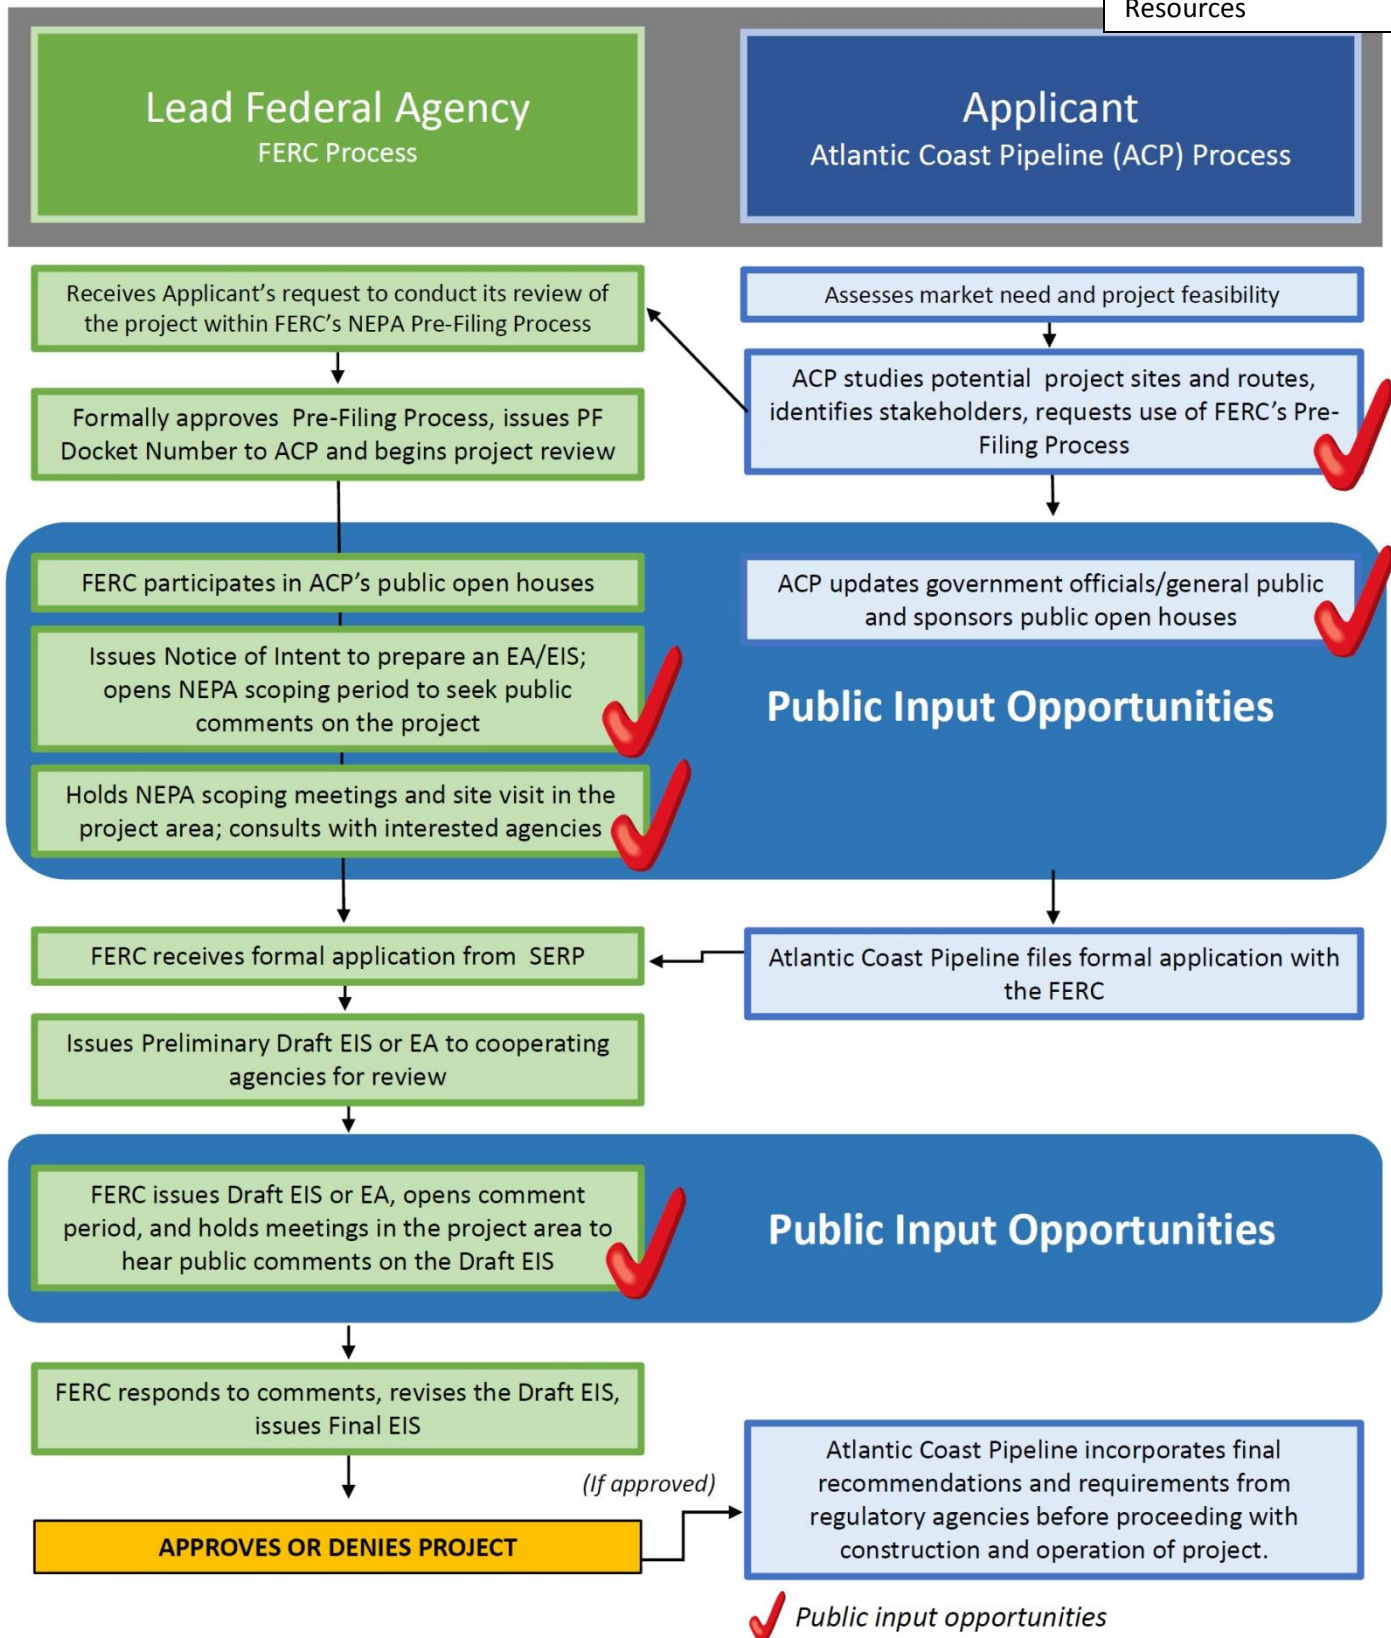 Resources
Lead Federal Agency
FERC Process
Applicant
Atlantic Coast Pipeline (ACP) Process
Receives Applicant's request to conduct its review of
the project within FERC's NEPA Pre-Filing Process
Assesses market need and project feasibility
Formally approves Pre-Filing Process, issues PF
Docket Number to ACP and begins project review
ACP studies potential project sites and routes,
identifies stakeholders, requests use of FERC's Pre-
Filing Process
FERC participates in ACP's public open houses
ACP updates government officials/general public
and sponsors public open houses
Issues Notice of Intent to prepare an EA/EIS;
opens NEPA scoping period to seek public
comments on the project
Public Input Opportunities
Holds NEPA scoping meetings and site visit in the
project area; consults with interested agencies
FERC receives formal application from SERP
Atlantic Coast Pipeline files formal application with
the FERC
Issues Preliminary Draft EIS or EA to cooperating
agencies for review
FERC issues Draft EIS or EA, opens comment
period, and holds meetings in the project area to
hear public comments on the Draft EIS
Public Input Opportunities
FERC responds to comments, revises the Draft EIS,
issues Final EIS
(If approved)
Atlantic Coast Pipeline incorporates final
recommendations and requirements from
regulatory agencies before proceeding with
construction and operation of project.
APPROVES OR DENIES PROJECT
Public input opportunities